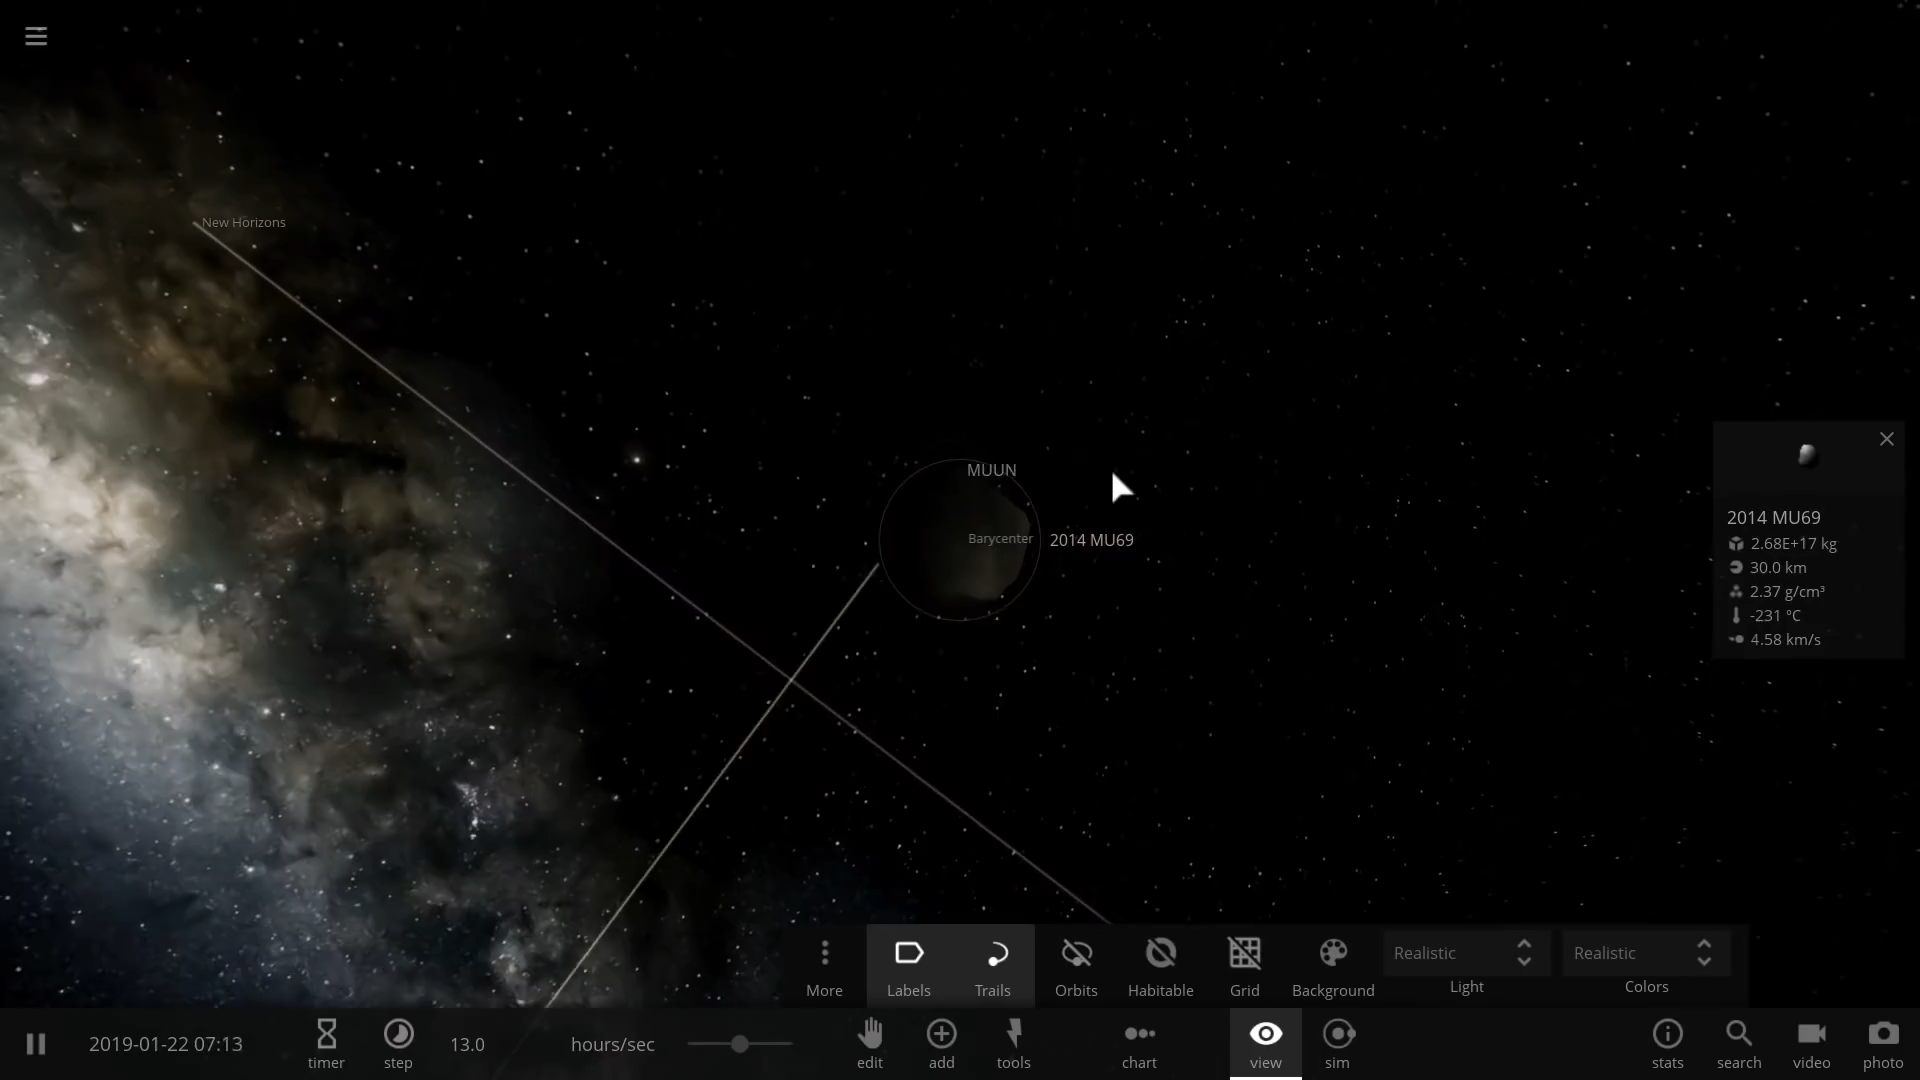 New Horizons
MUUN
Barycenter
2014 MU69
2014 MU69
2.68E+17 kg
30.0 km
2.37 g/cm³
-231 °C
4.58 km/s
More
Labels
Trails
Orbits
Habitable
Grid
Background
Realistic
Light
Realistic
Colors
2019-01-22 07:13
timer
step
13.0
hours/sec
edit
add
tools
chart
view
sim
stats
search
video
photo